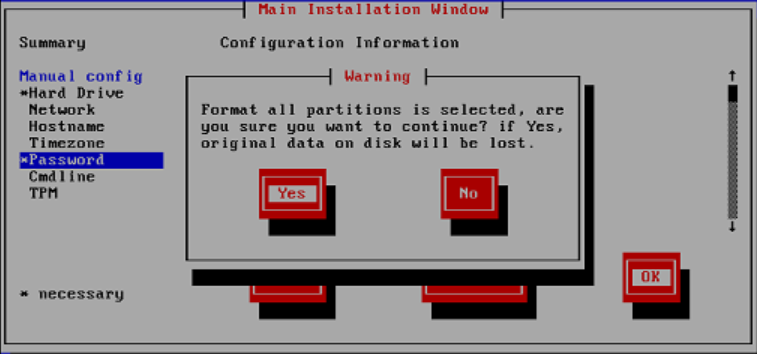 Main Installation Window
Summary
Configuration Information
Manual config
*Hard Drive
Network
Hostname
Timezone
*Password
Cmdline
TPM
Warning
Format all partitions is selected, are
you sure you want to continue? if Yes,
original data on disk will be lost.
Yes
No
* necessary
OK